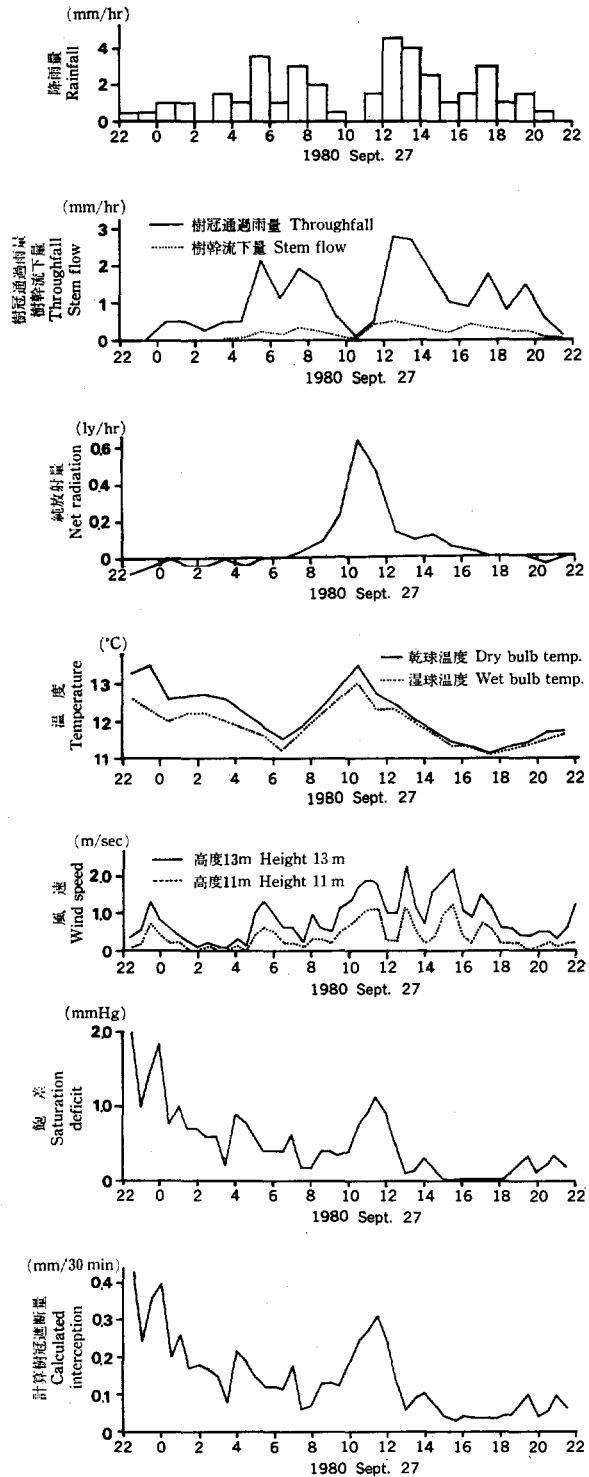 (mm/hr)
降雨量
Rainfall
4
2
0
22 0 2 4 6 8 10 12 14 16 18 20 22
1980 Sept. 27
(mm/hr)
樹冠通過雨量
樹幹流下量
Throughfall
Stem flow
樹冠通過雨量 Throughfall
樹幹流下量 Stem flow
3
2
1
0
22 0 2 4 6 8 10 12 14 16 18 20 22
1980 Sept. 27
(ly/hr)
純放射量
Net radiation
0.6
0.4
0.2
0
22 0 2 4 6 8 10 12 14 16 18 20 22
1980 Sept. 27
(°C)
温度
Temperature
乾球温度 Dry bulb temp.
湿球温度 Wet bulb temp.
13
12
11
22 0 2 4 6 8 10 12 14 16 18 20 22
1980 Sept. 27
(m/sec)
風速
Wind speed
高度13m Height 13 m
高度11m Height 11 m
2.0
1.0
0
22 0 2 4 6 8 10 12 14 16 18 20 22
1980 Sept. 27
(mmHg)
飽差
Saturation
deficit
2.0
1.0
0
22 0 2 4 6 8 10 12 14 16 18 20 22
1980 Sept. 27
(mm/30 min)
計算樹冠遮断量
Calculated
interception
0.4
0.3
0.2
0.1
0
22 0 2 4 6 8 10 12 14 16 18 20 22
1980 Sept. 27